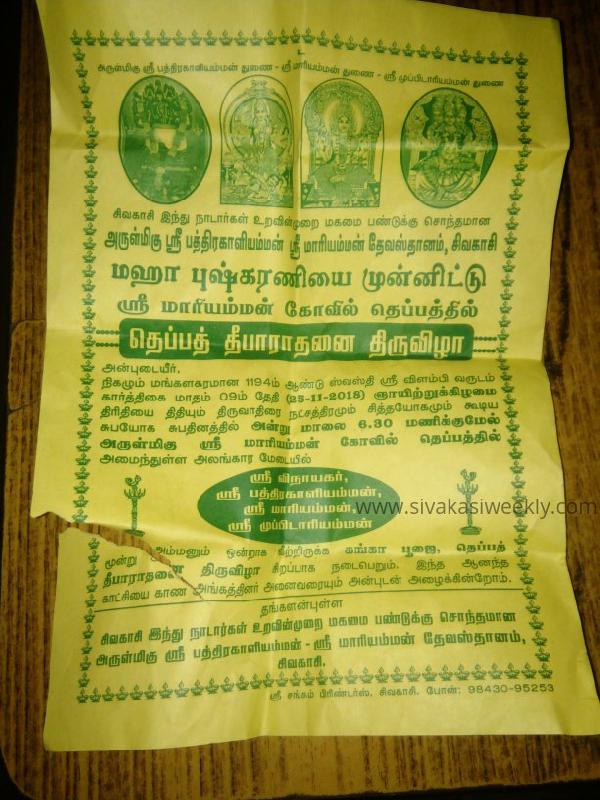 அருள்மிகு ஸ்ரீ பத்திரகாளியம்மன் துணை - ஸ்ரீ மாரியம்மன் துணை - ஸ்ரீ முப்பிடாரியம்மன் துணை
சிவகாசி இந்து நாடார்கள் உறவின்முறை மகமை பண்டுக்கு சொந்தமான
அருள்மிகு ஸ்ரீ பத்திரகாளியம்மன் ஸ்ரீ மாரியம்மன் தேவஸ்தானம், சிவகாசி
மஹா புஷ்கரணியை முன்னிட்டு
ஸ்ரீ மாரியம்மன் கோவில் தெப்பத்தில்
தெப்பத் தீபாராதனை திருவிழா
அன்புடையீர்,
நிகழும் மங்களகரமான 1194ம் ஆண்டு ஸ்வஸ்தி ஸ்ரீ விளம்பி வருடம்
கார்த்திகை மாதம் 09ம் தேதி (25-11-2018) ஞாயிற்றுக்கிழமை
திரிதியை திதியும் திருவாதிரை நட்சத்திரமும் சித்தயோகமும் கூடிய
சுபயோக சுபதினத்தில் அன்று மாலை 6.30 மணிக்குமேல்
அருள்மிகு ஸ்ரீ மாரியம்மன் கோவில் தெப்பத்தில்
அமைந்துள்ள அலங்கார மேடையில்
ஸ்ரீ விநாயகர்,
ஸ்ரீ பத்திரகாளியம்மன்,
ஸ்ரீ மாரியம்மன்,
ஸ்ரீ முப்பிடாரியம்மன்
www.sivakasiweekly.com
மூன்று அம்மனும் ஒன்றாக வீற்றிருக்க கங்கா பூஜை, தெப்பத்
தீபாராதனை திருவிழா சிறப்பாக நடைபெறும். இந்த ஆனந்த
காட்சியை காண அங்கத்தினர் அனைவரையும் அன்புடன் அழைக்கின்றோம்.
தங்களன்புள்ள
சிவகாசி இந்து நாடார்கள் உறவின்முறை மகமை பண்டுக்கு சொந்தமான
அருள்மிகு ஸ்ரீ பத்திரகாளியம்மன் - ஸ்ரீ மாரியம்மன் தேவஸ்தானம்,
சிவகாசி.
ஸ்ரீ சங்கம் பிரிண்டர்ஸ், சிவகாசி. போன்: 98430-95253